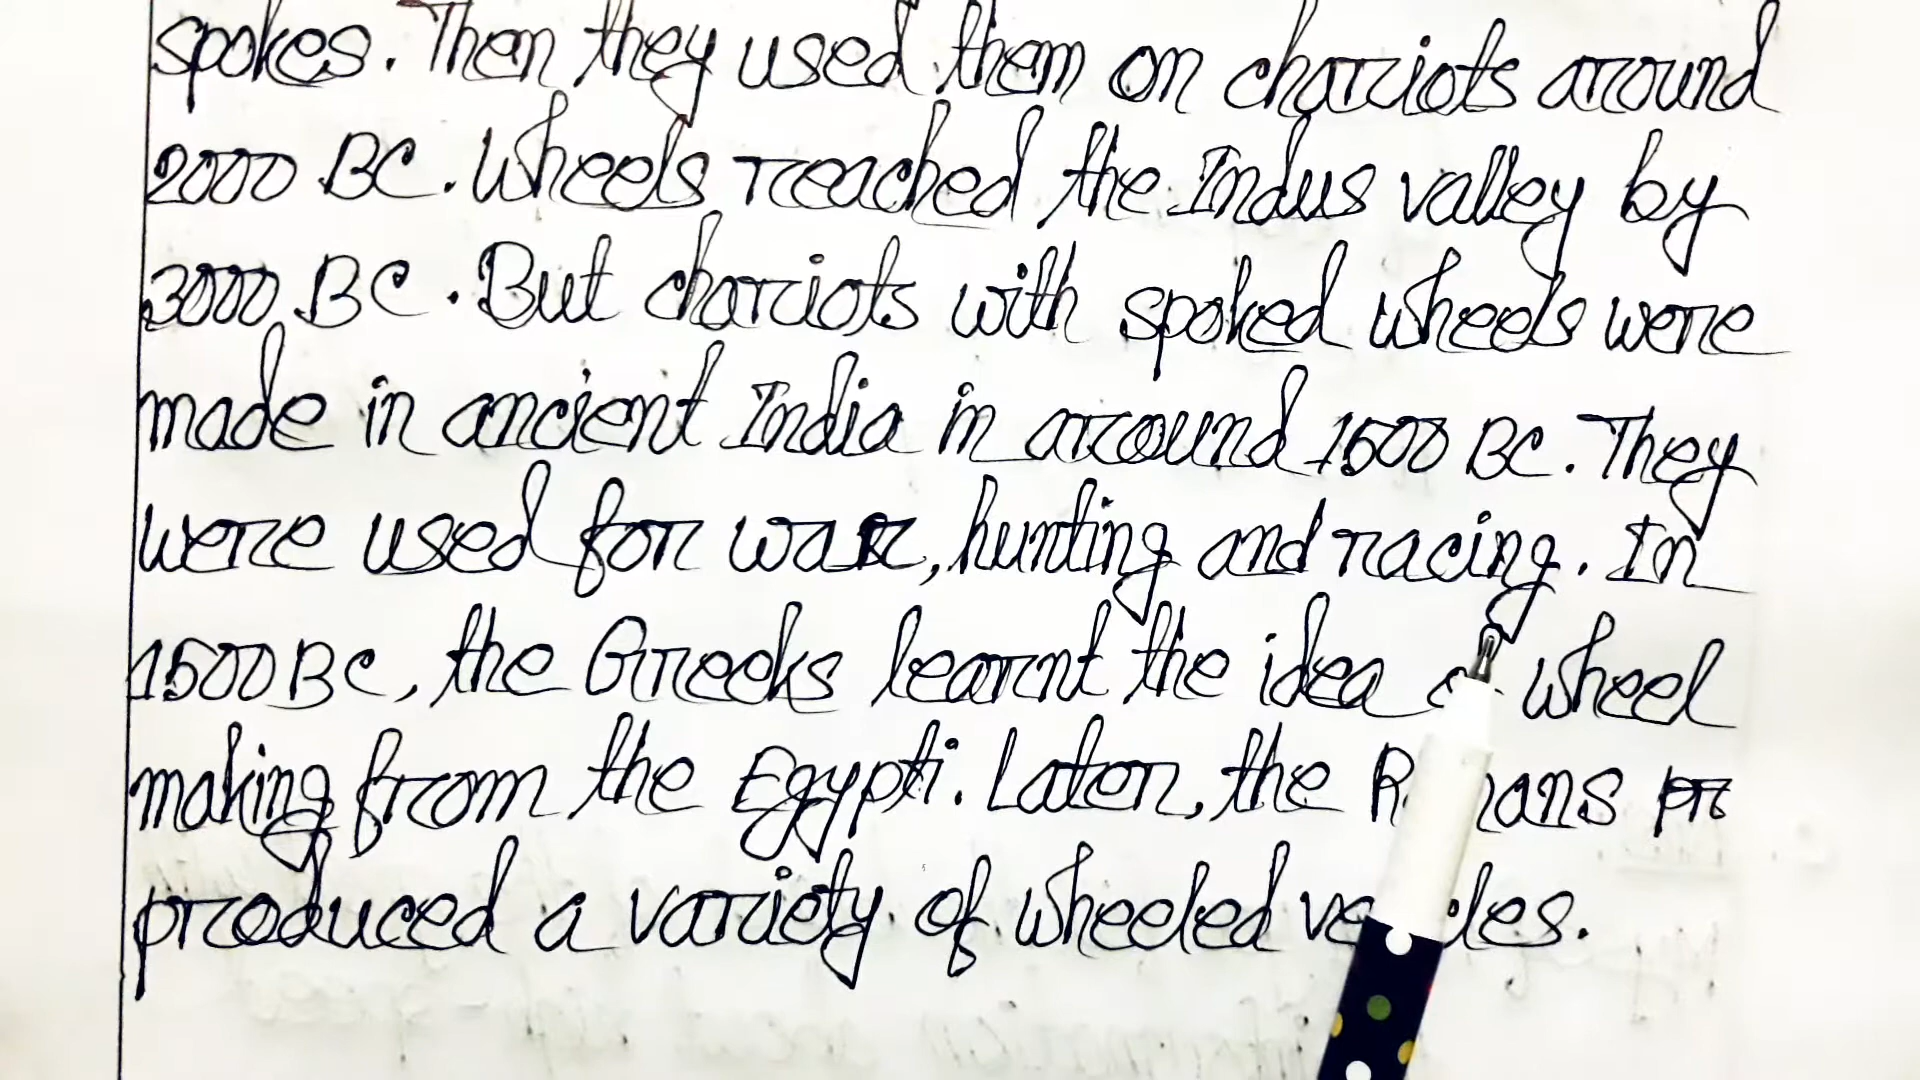 spokes. Then they used them on chariots around
2000 BC. Wheels reached the Indus valley by
3000 BC. But chariots with spoked wheels were
made in ancient India in around 1500 BC. They
were used for war, hunting and racing. In
1500 BC, the Greeks learnt the idea wheel
making from the Egypti. Later, the pr
produced a variety of wheeled